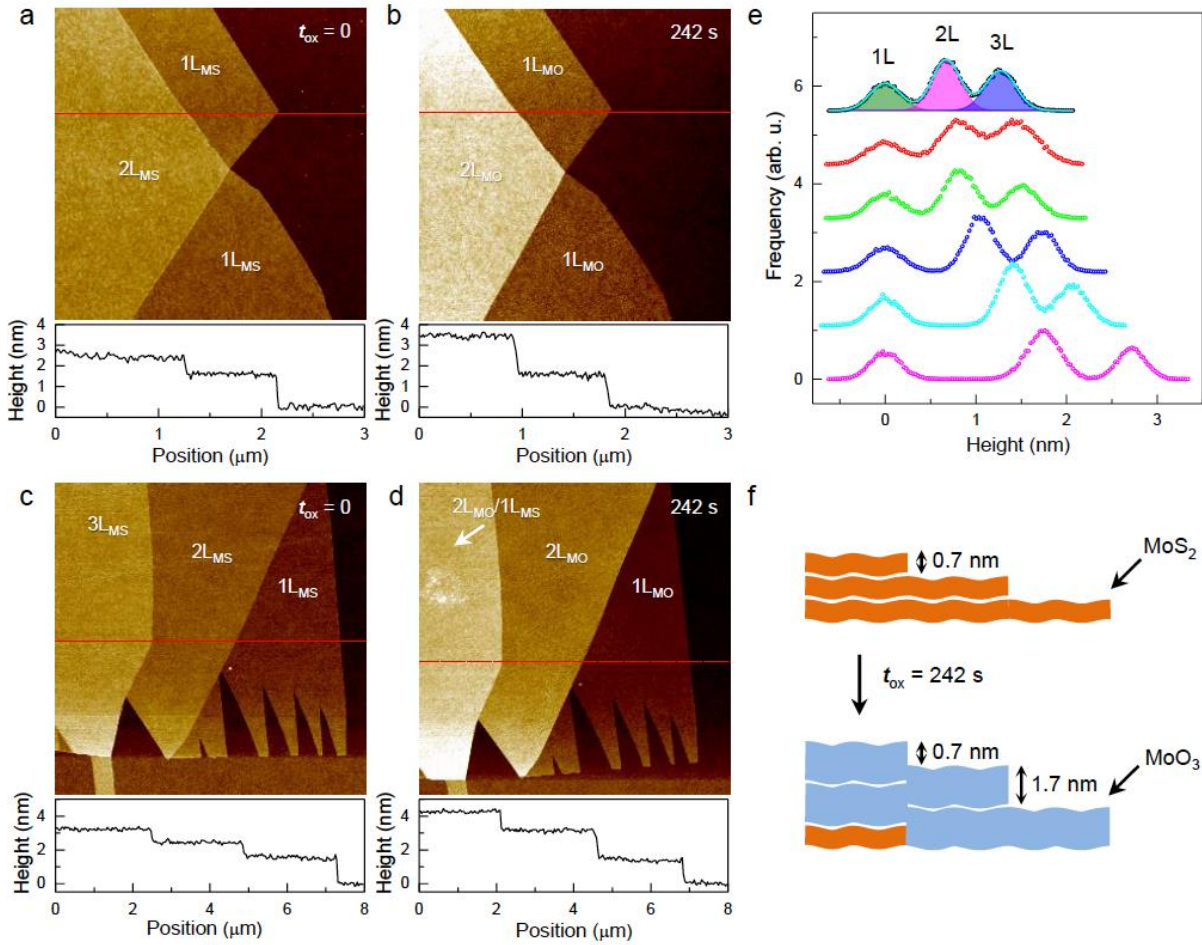 a
t_ox = 0
1L_MS
2L_MS
1L_MS
Height (nm)
4
3
2
1
0
0 1 2 3
Position (μm)
b
242 s
1L_MO
2L_MO
1L_MO
Height (nm)
4
3
2
1
0
0 1 2 3
Position (μm)
e
1L 2L 3L
Frequency (arb. u.)
6
4
2
0
0 1 2 3
Height (nm)
c
t_ox = 0
3L_MS
2L_MS
1L_MS
Height (nm)
4
2
0
0 2 4 6 8
Position (μm)
d
242 s
2L_MO/1L_MS
2L_MO
1L_MO
Height (nm)
4
2
0
0 2 4 6 8
Position (μm)
f
MoS₂
0.7 nm
t_ox = 242 s
0.7 nm
MoO₃
1.7 nm